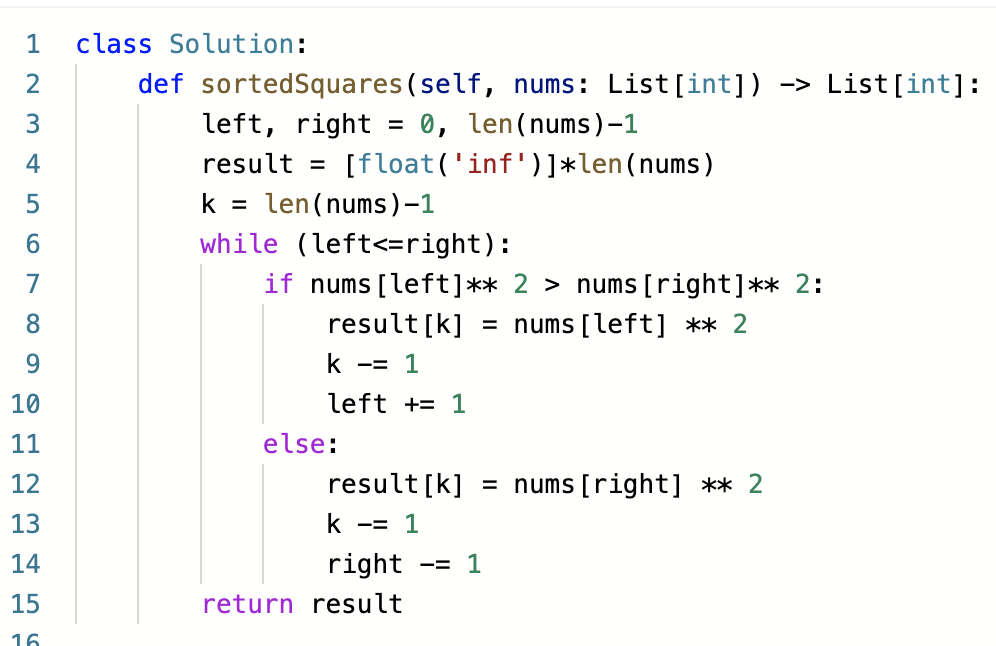 1 class Solution:
2     def sortedSquares(self, nums: List[int]) -> List[int]:
3         left, right = 0, len(nums)-1
4         result = [float('inf')]*len(nums)
5         k = len(nums)-1
6         while (left<=right):
7             if nums[left]** 2 > nums[right]** 2:
8                 result[k] = nums[left] ** 2
9                 k -= 1
10                 left += 1
11             else:
12                 result[k] = nums[right] ** 2
13                 k -= 1
14                 right -= 1
15         return result
16